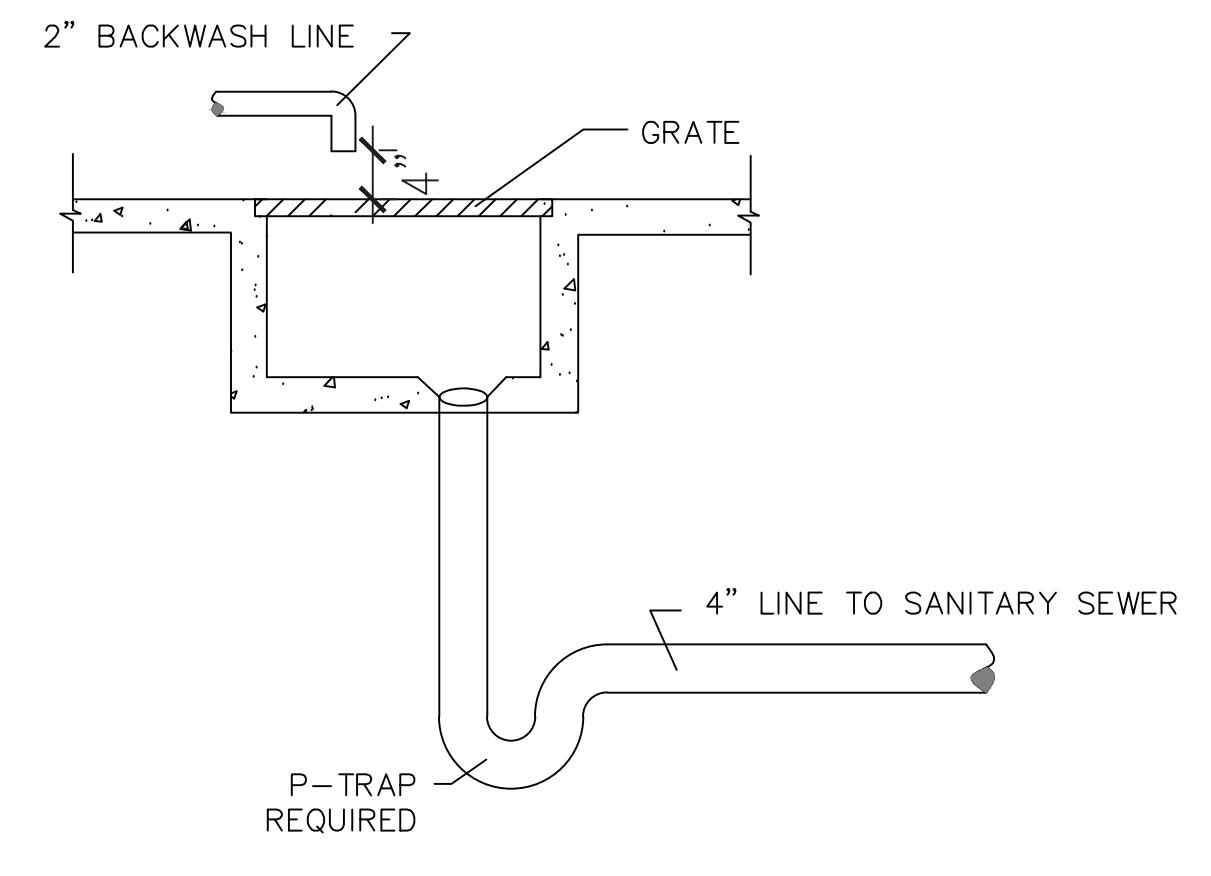 2” BACKWASH LINE
GRATE
4”
4” LINE TO SANITARY SEWER
P-TRAP
REQUIRED